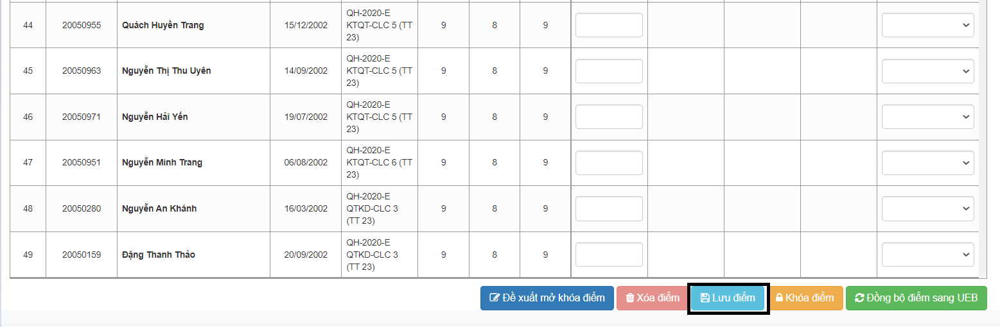 44 20050955 Quách Huyền Trang 15/12/2002 QH-2020-E KTQT-CLC 5 (TT 23) 9 8 9
45 20050963 Nguyễn Thị Thu Uyên 14/09/2002 QH-2020-E KTQT-CLC 5 (TT 23) 9 8 9
46 20050971 Nguyễn Hải Yến 19/07/2002 QH-2020-E KTQT-CLC 5 (TT 23) 9 8 9
47 20050951 Nguyễn Minh Trang 06/08/2002 QH-2020-E KTQT-CLC 6 (TT 23) 9 8 9
48 20050280 Nguyễn An Khánh 16/03/2002 QH-2020-E QTKD-CLC 3 (TT 23) 9 8 9
49 20050159 Đặng Thanh Thảo 20/09/2002 QH-2020-E QTKD-CLC 3 (TT 23) 9 8 9
Đề xuất mở khóa điểm Xóa điểm Lưu điểm Khóa điểm Đồng bộ điểm sang UEB